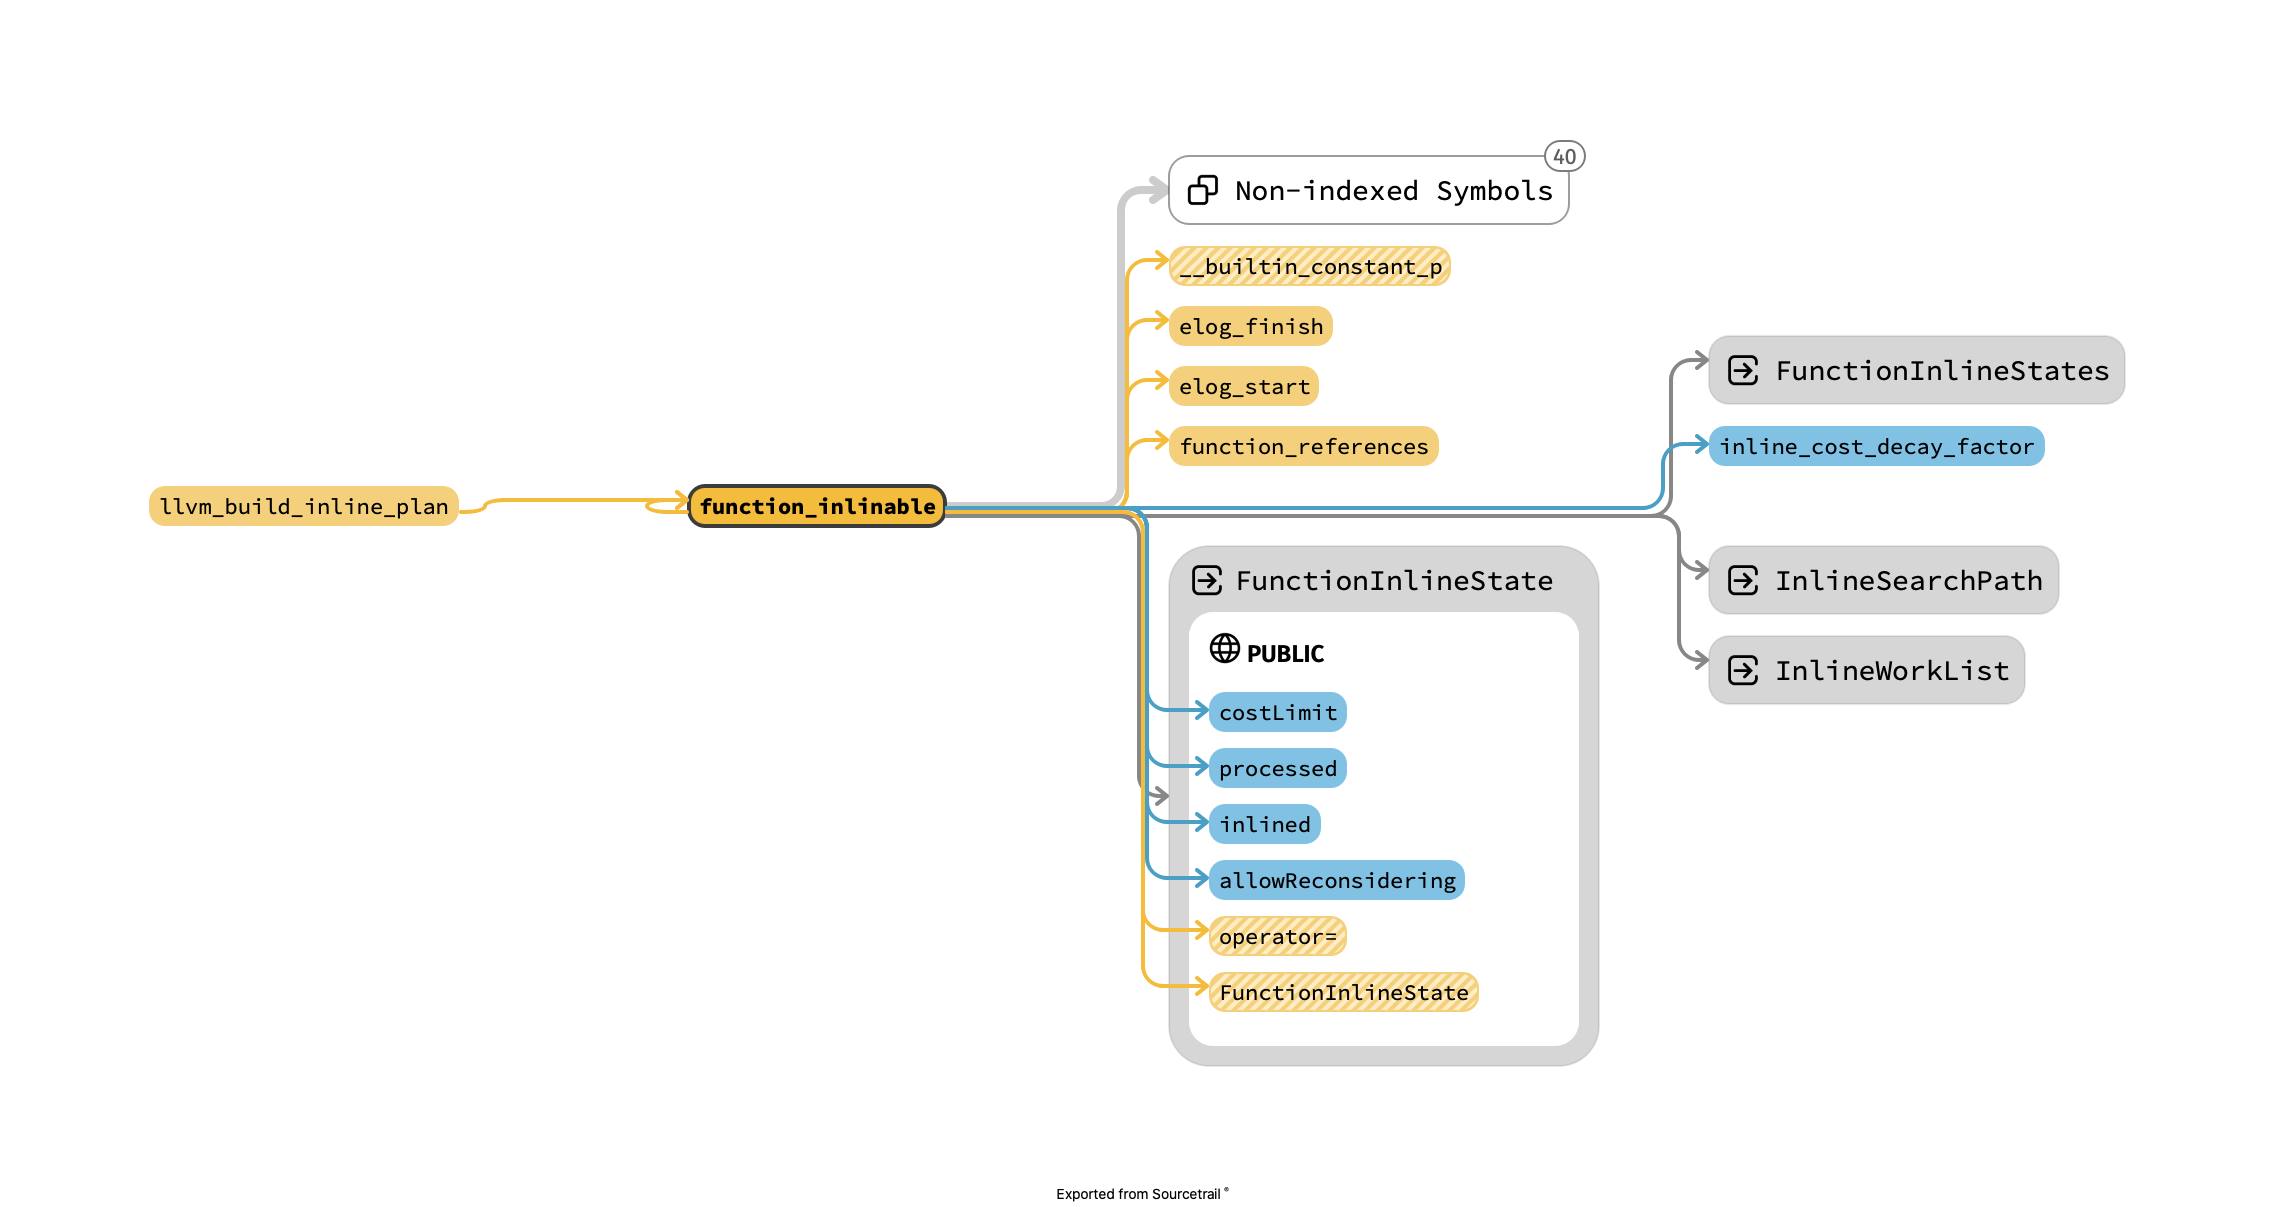 40
Non-indexed Symbols
__builtin_constant_p
elog_finish
elog_start
function_references
llvm_build_inline_plan
function_inlinable
FunctionInlineState
PUBLIC
costLimit
processed
inlined
allowReconsidering
operator=
FunctionInlineState
FunctionInlineStates
inline_cost_decay_factor
InlineSearchPath
InlineWorkList
Exported from Sourcetrail ®